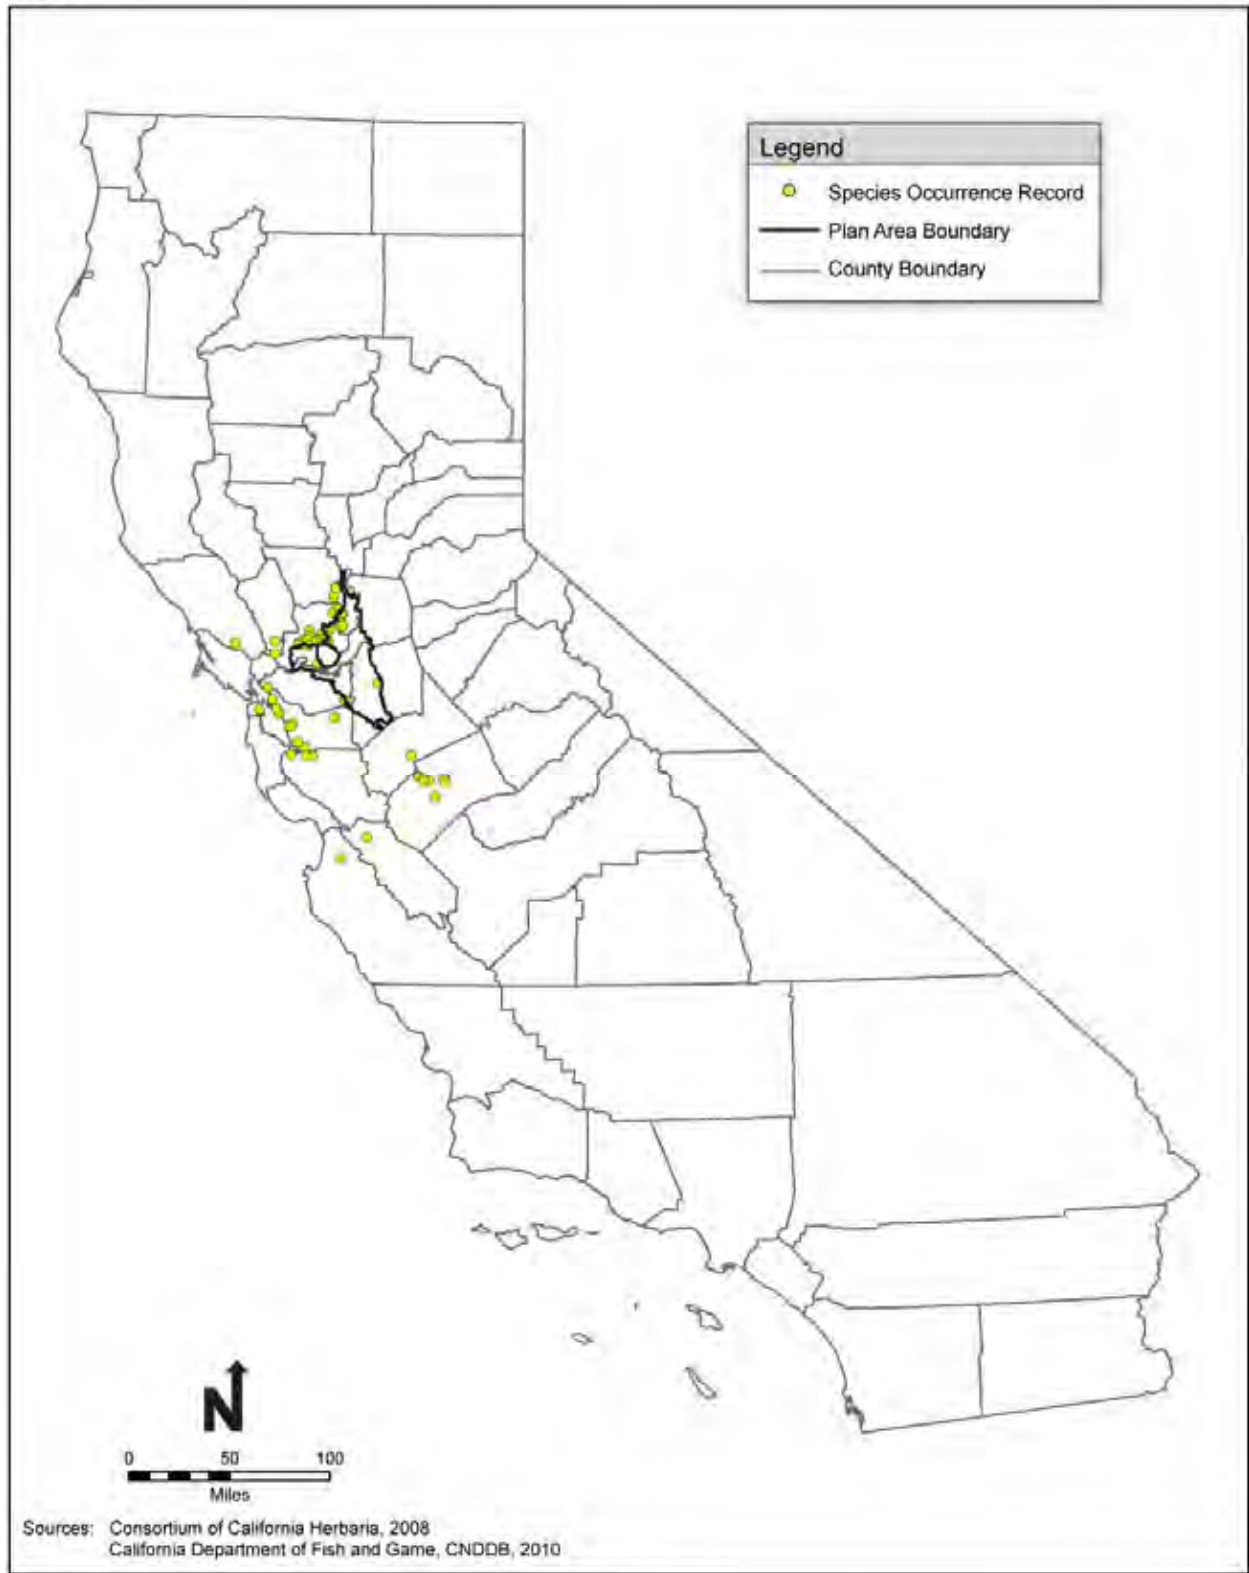 Legend
Species Occurrence Record
Plan Area Boundary
County Boundary
N
0 50 100
Miles
Sources: Consortium of California Herbaria, 2008
California Department of Fish and Game, CNDDB, 2010